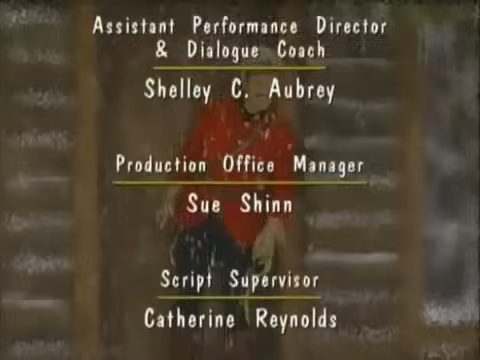 Assistant Performance Director
& Dialogue Coach
Shelley C. Aubrey
Production Office Manager
Sue Shinn
Script Supervisor
Catherine Reynolds